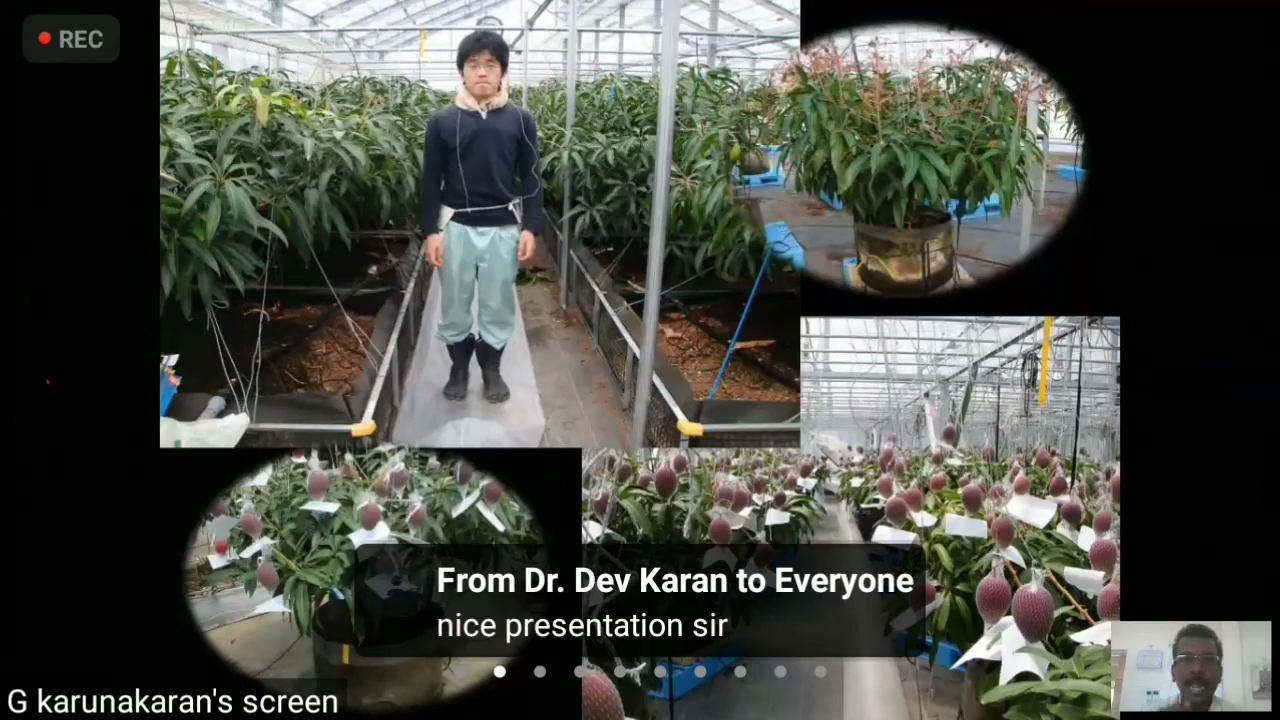 REC
From Dr. Dev Karan to Everyone
nice presentation sir
G karunakaran's screen